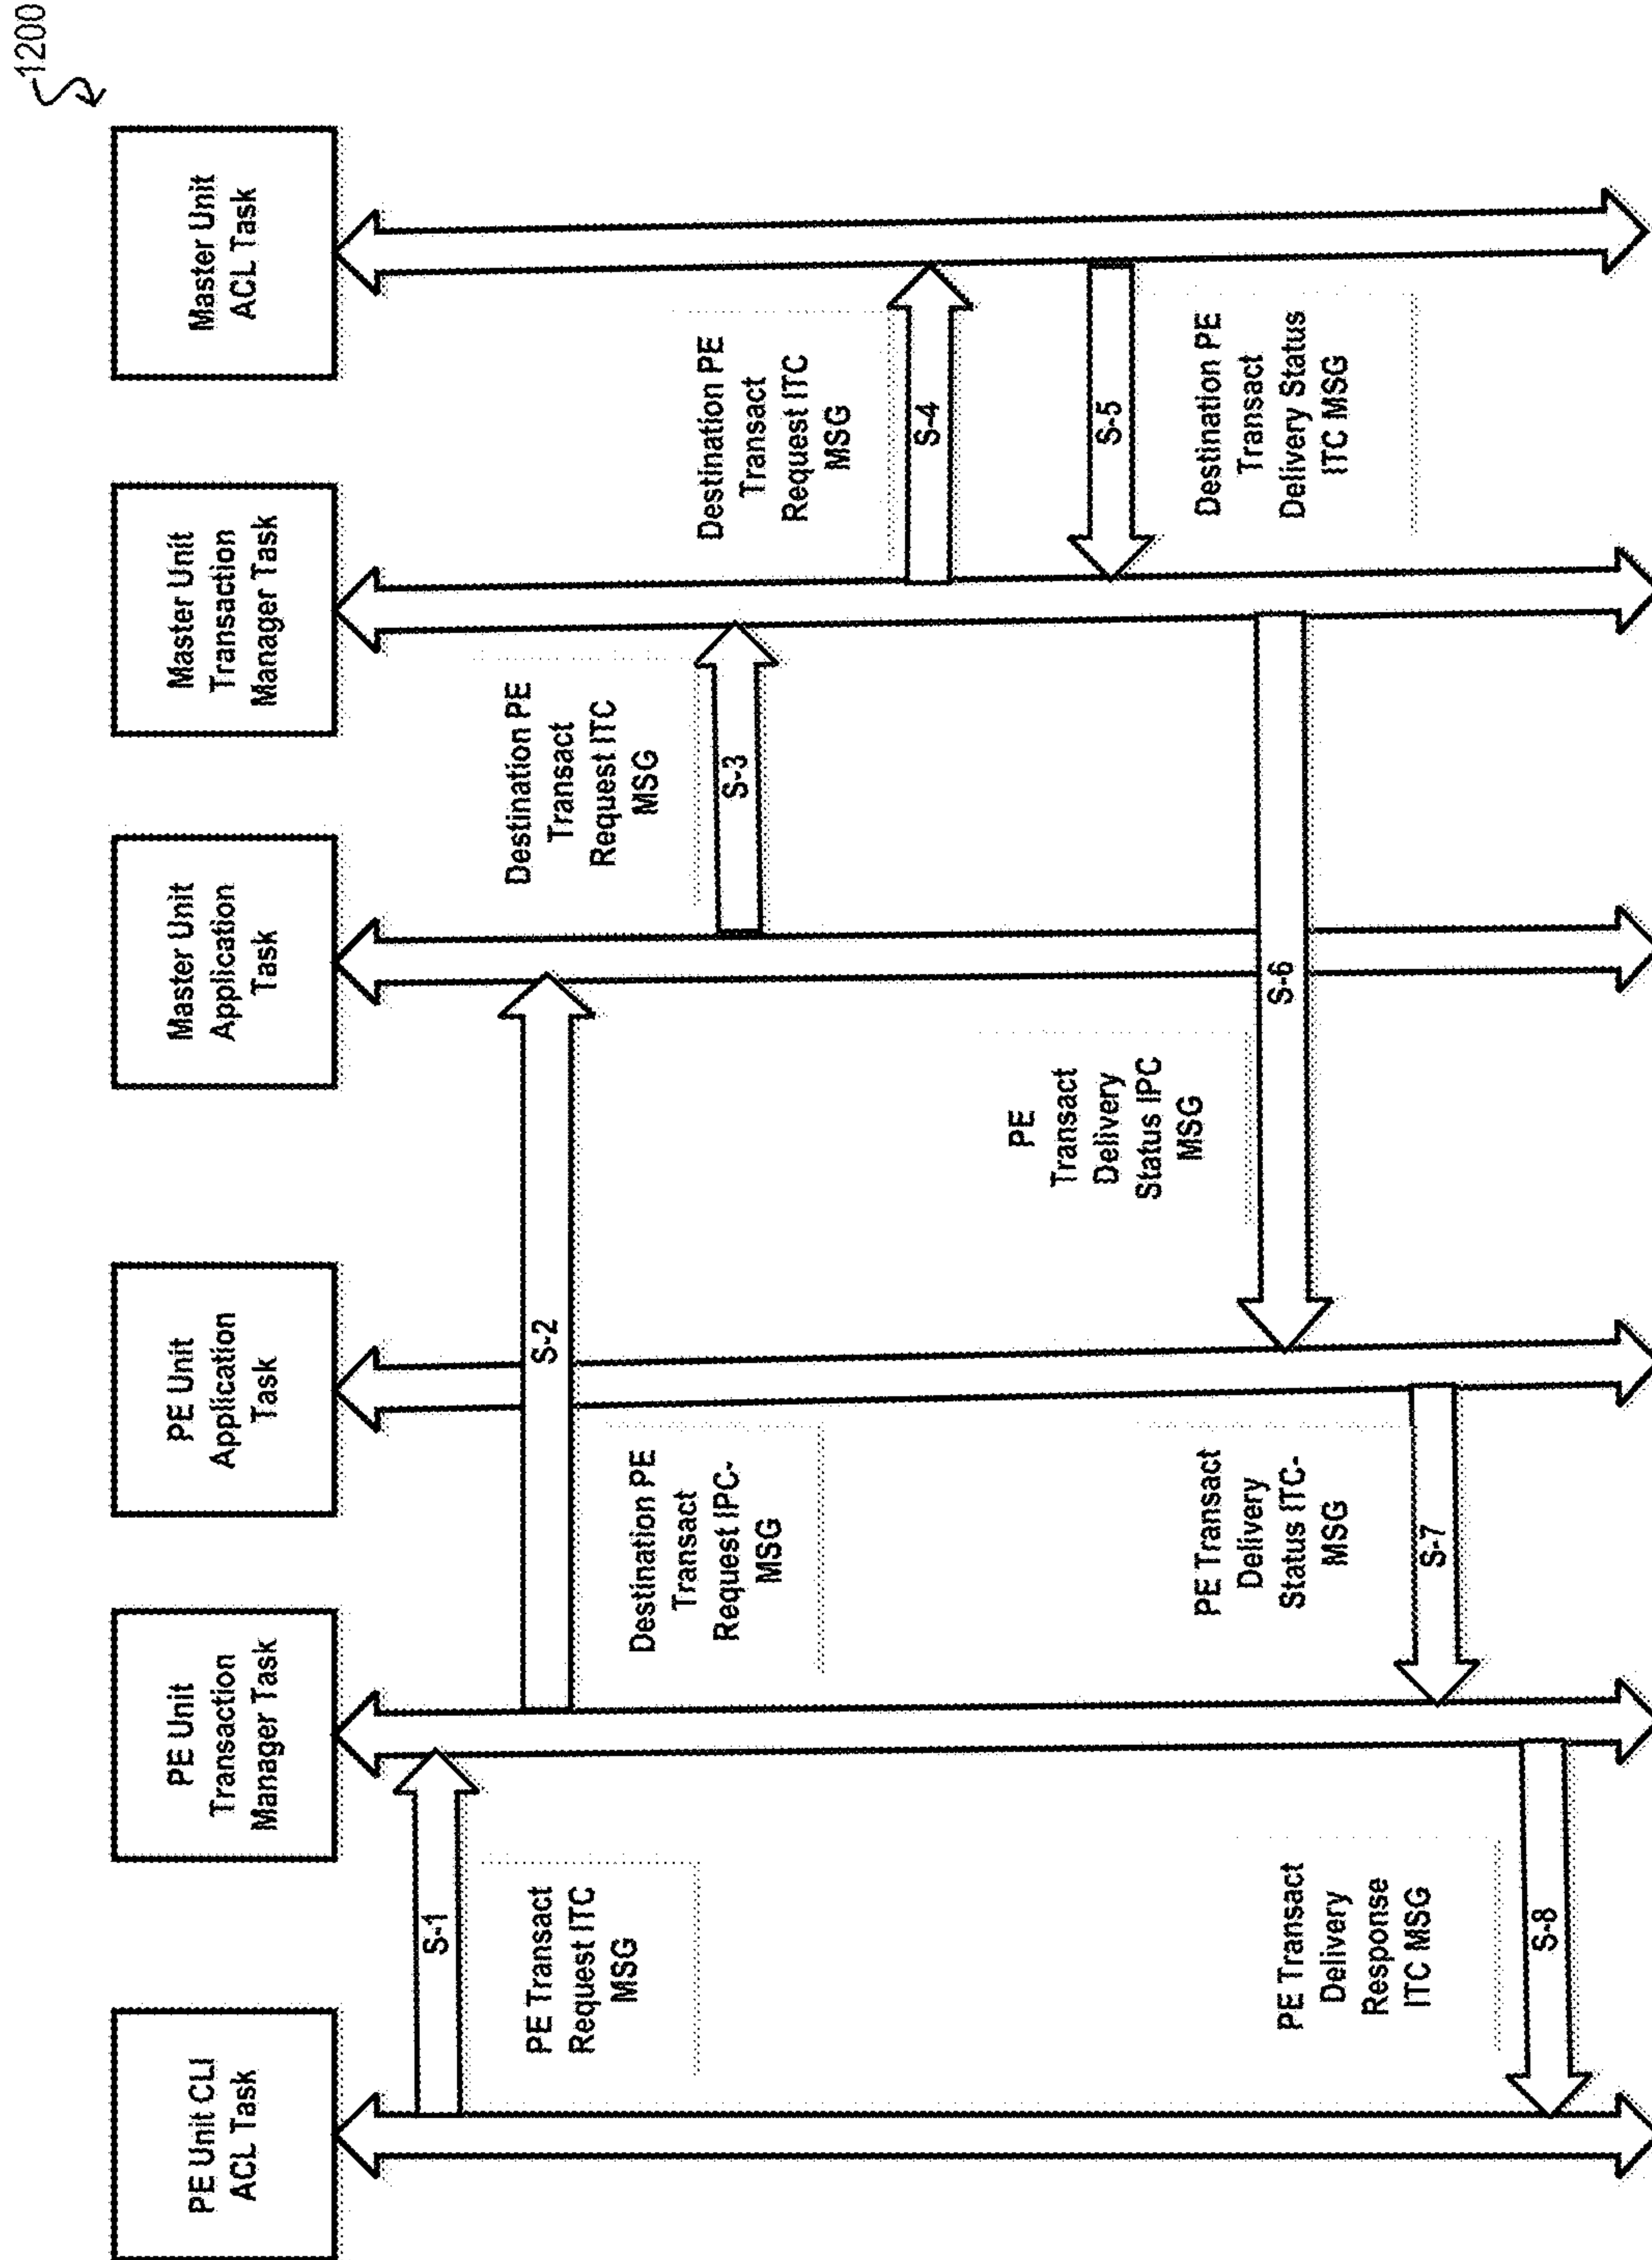 1200
PE Unit CLI
ACL Task
PE Unit
Transaction
Manager Task
PE Unit
Application
Task
Master Unit
Application
Task
Master Unit
Transaction
Manager Task
Master Unit
ACL Task
S-1
PE Transact
Request ITC
MSG
S-2
Destination PE
Transact
Request IPC-
MSG
Destination PE
Transact
Request ITC
MSG
S-3
Destination PE
Transact
Request ITC
MSG
S-4
S-5
Destination PE
Transact
Delivery Status
ITC MSG
PE
Transact
Delivery
Status IPC
MSG
S-6
PE Transact
Delivery
Status ITC-
MSG
S-7
PE Transact
Delivery
Response
ITC MSG
S-8